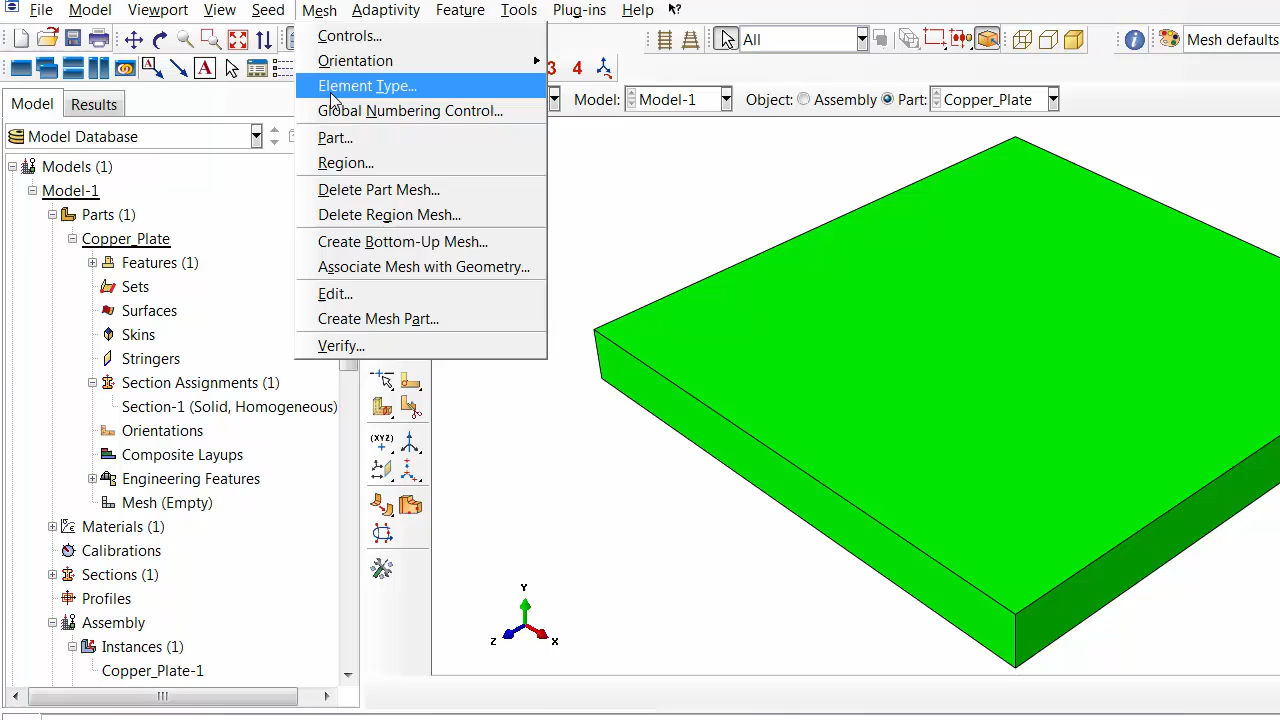 File Model Viewport View Seed Mesh Adaptivity Feature Tools Plug-ins Help
All
Mesh defaults
A A 3 4
Model Results
Model: Model-1 Object: Assembly Part: Copper_Plate
Controls...
Orientation
Element Type...
Global Numbering Control...
Part...
Region...
Delete Part Mesh...
Delete Region Mesh...
Create Bottom-Up Mesh...
Associate Mesh with Geometry...
Edit...
Create Mesh Part...
Verify...
Model Database
Models (1)
Model-1
Parts (1)
Copper_Plate
Features (1)
Sets
Surfaces
Skins
Stringers
Section Assignments (1)
Section-1 (Solid, Homogeneous)
Orientations
Composite Layups
Engineering Features
Mesh (Empty)
Materials (1)
Calibrations
Sections (1)
Profiles
Assembly
Instances (1)
Copper_Plate-1
(XYZ)
Y
Z X